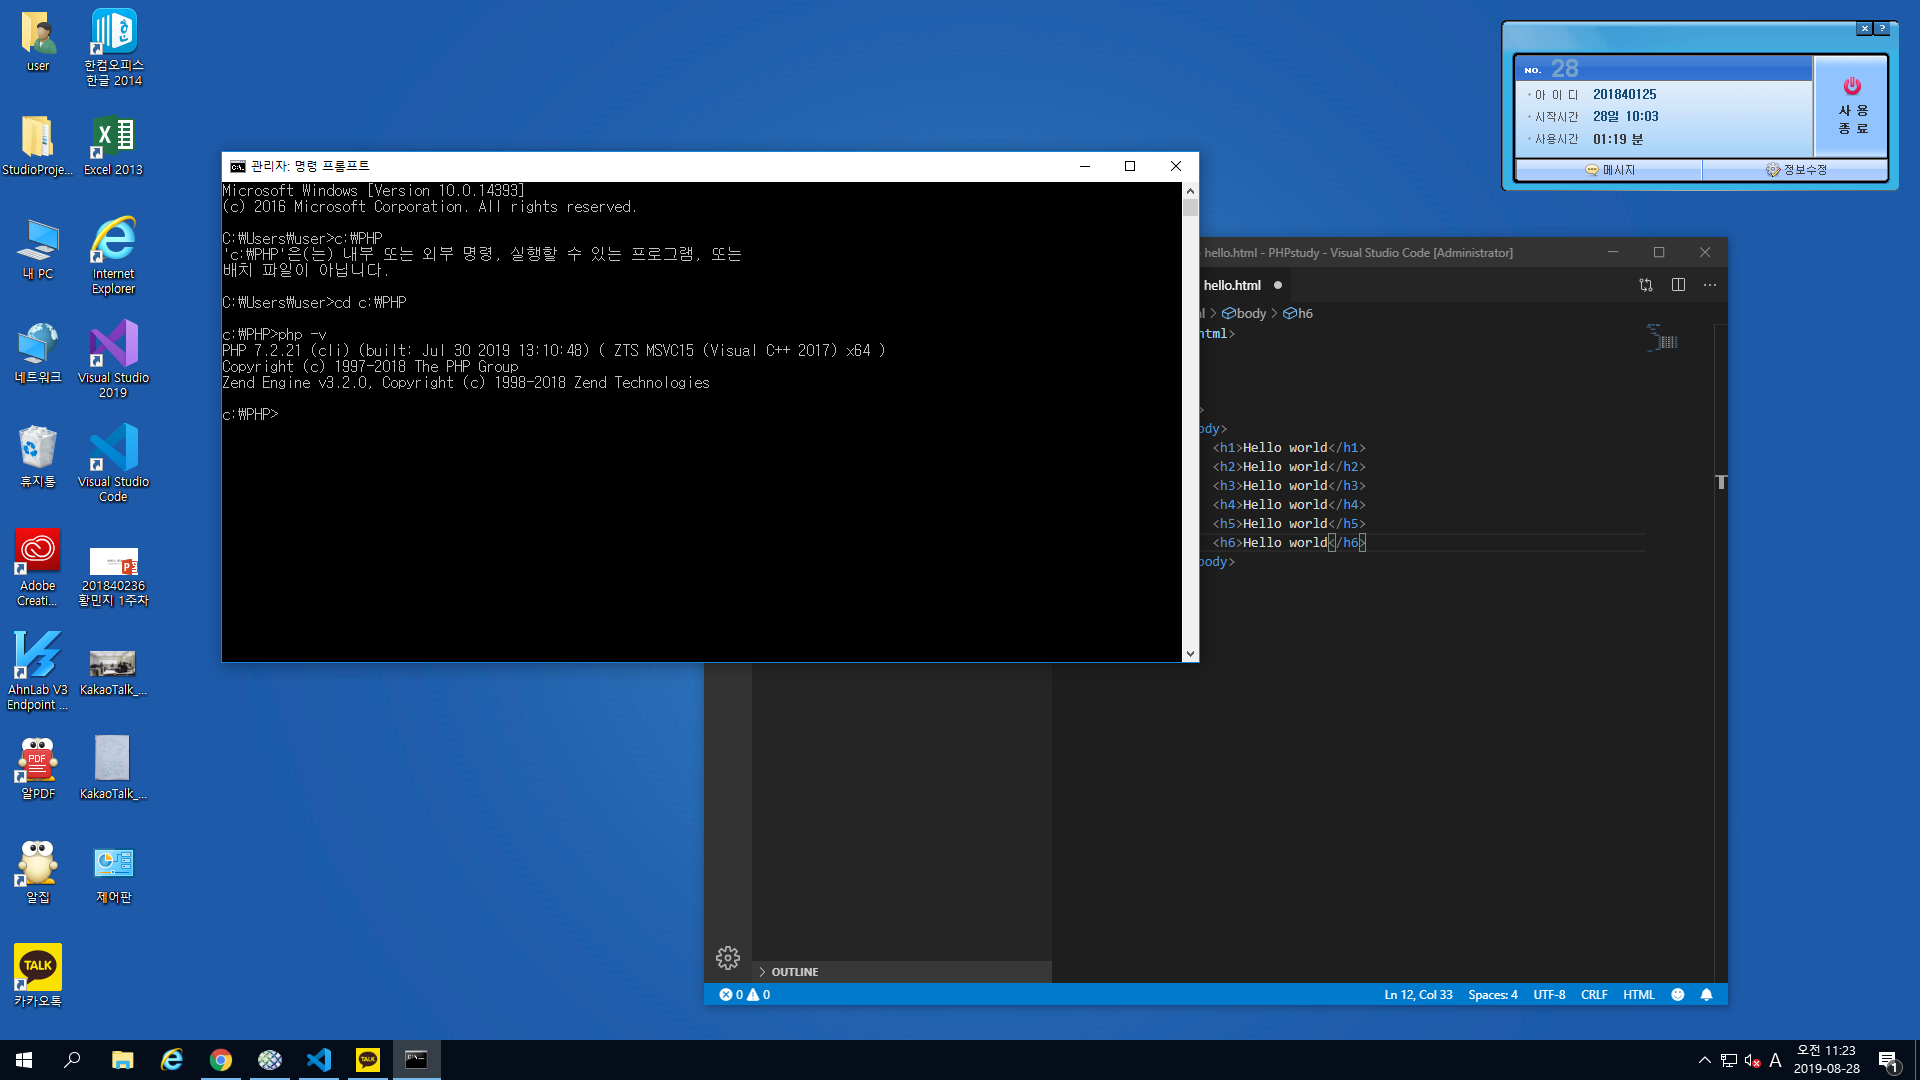 user
한컴오피스
한글 2014
StudioProje...
Excel 2013
내 PC
Internet
Explorer
네트워크
Visual Studio
2019
휴지통
Visual Studio
Code
Adobe
Creati...
201840236
황민지 1주차
AhnLab V3
Endpoint ...
KakaoTalk_...
알PDF
KakaoTalk_...
알집
제어판
TALK
카카오톡
관리자: 명령 프롬프트
Microsoft Windows [Version 10.0.14393]
(c) 2016 Microsoft Corporation. All rights reserved.
C:₩Users₩user>c:₩PHP
'c:₩PHP'은(는) 내부 또는 외부 명령, 실행할 수 있는 프로그램, 또는
배치 파일이 아닙니다.
C:₩Users₩user>cd c:₩PHP
c:₩PHP>php -v
PHP 7.2.21 (cli) (built: Jul 30 2019 13:10:48) ( ZTS MSVC15 (Visual C++ 2017) x64 )
Copyright (c) 1997-2018 The PHP Group
Zend Engine v3.2.0, Copyright (c) 1998-2018 Zend Technologies
c:₩PHP>
NO. 28
· 아 이 디 201840125
· 시작시간 28일 10:03
· 사용시간 01:19 분
사 용
종 료
메시지
정보수정
hello.html - PHPstudy - Visual Studio Code [Administrator]
hello.html
l > body > h6
html>
>
ody>
<h1>Hello world</h1>
<h2>Hello world</h2>
<h3>Hello world</h3>
<h4>Hello world</h4>
<h5>Hello world</h5>
<h6>Hello world</h6>
body>
OUTLINE
0 0
Ln 12, Col 33 Spaces: 4 UTF-8 CRLF HTML
A
오전 11:23
2019-08-28
1